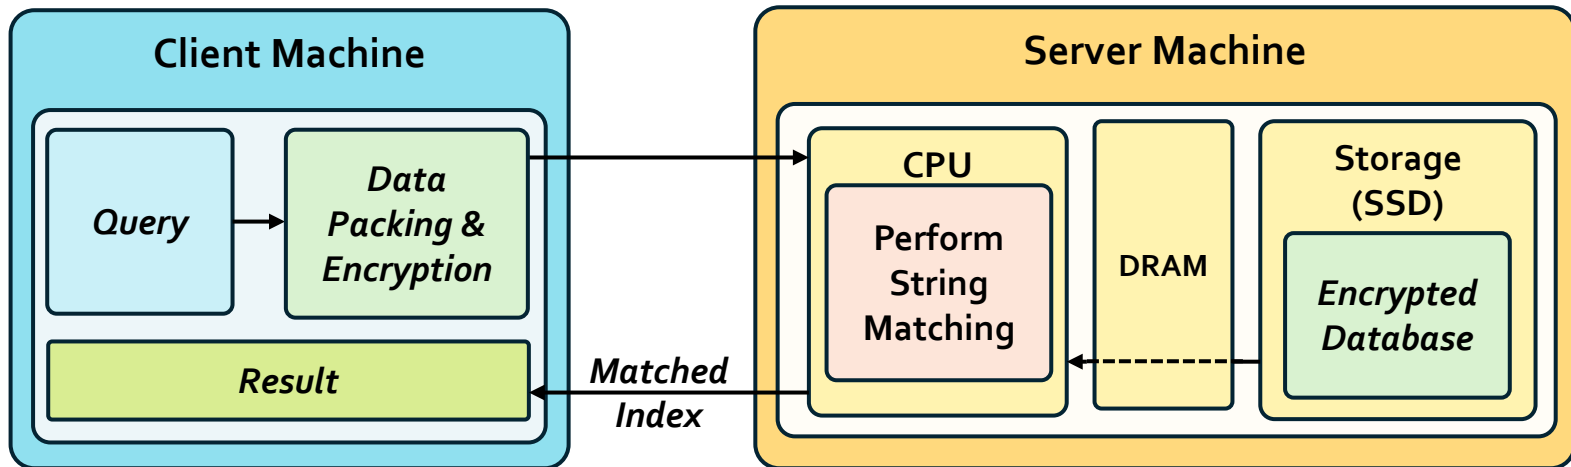 Client Machine
Query
Data
Packing &
Encryption
Result
Matched
Index
Server Machine
CPU
Perform
String
Matching
DRAM
Storage
(SSD)
Encrypted
Database